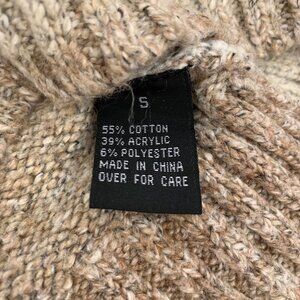 S
55% COTTON
39% ACRYLIC
6% POLYESTER
MADE IN CHINA
OVER FOR CARE